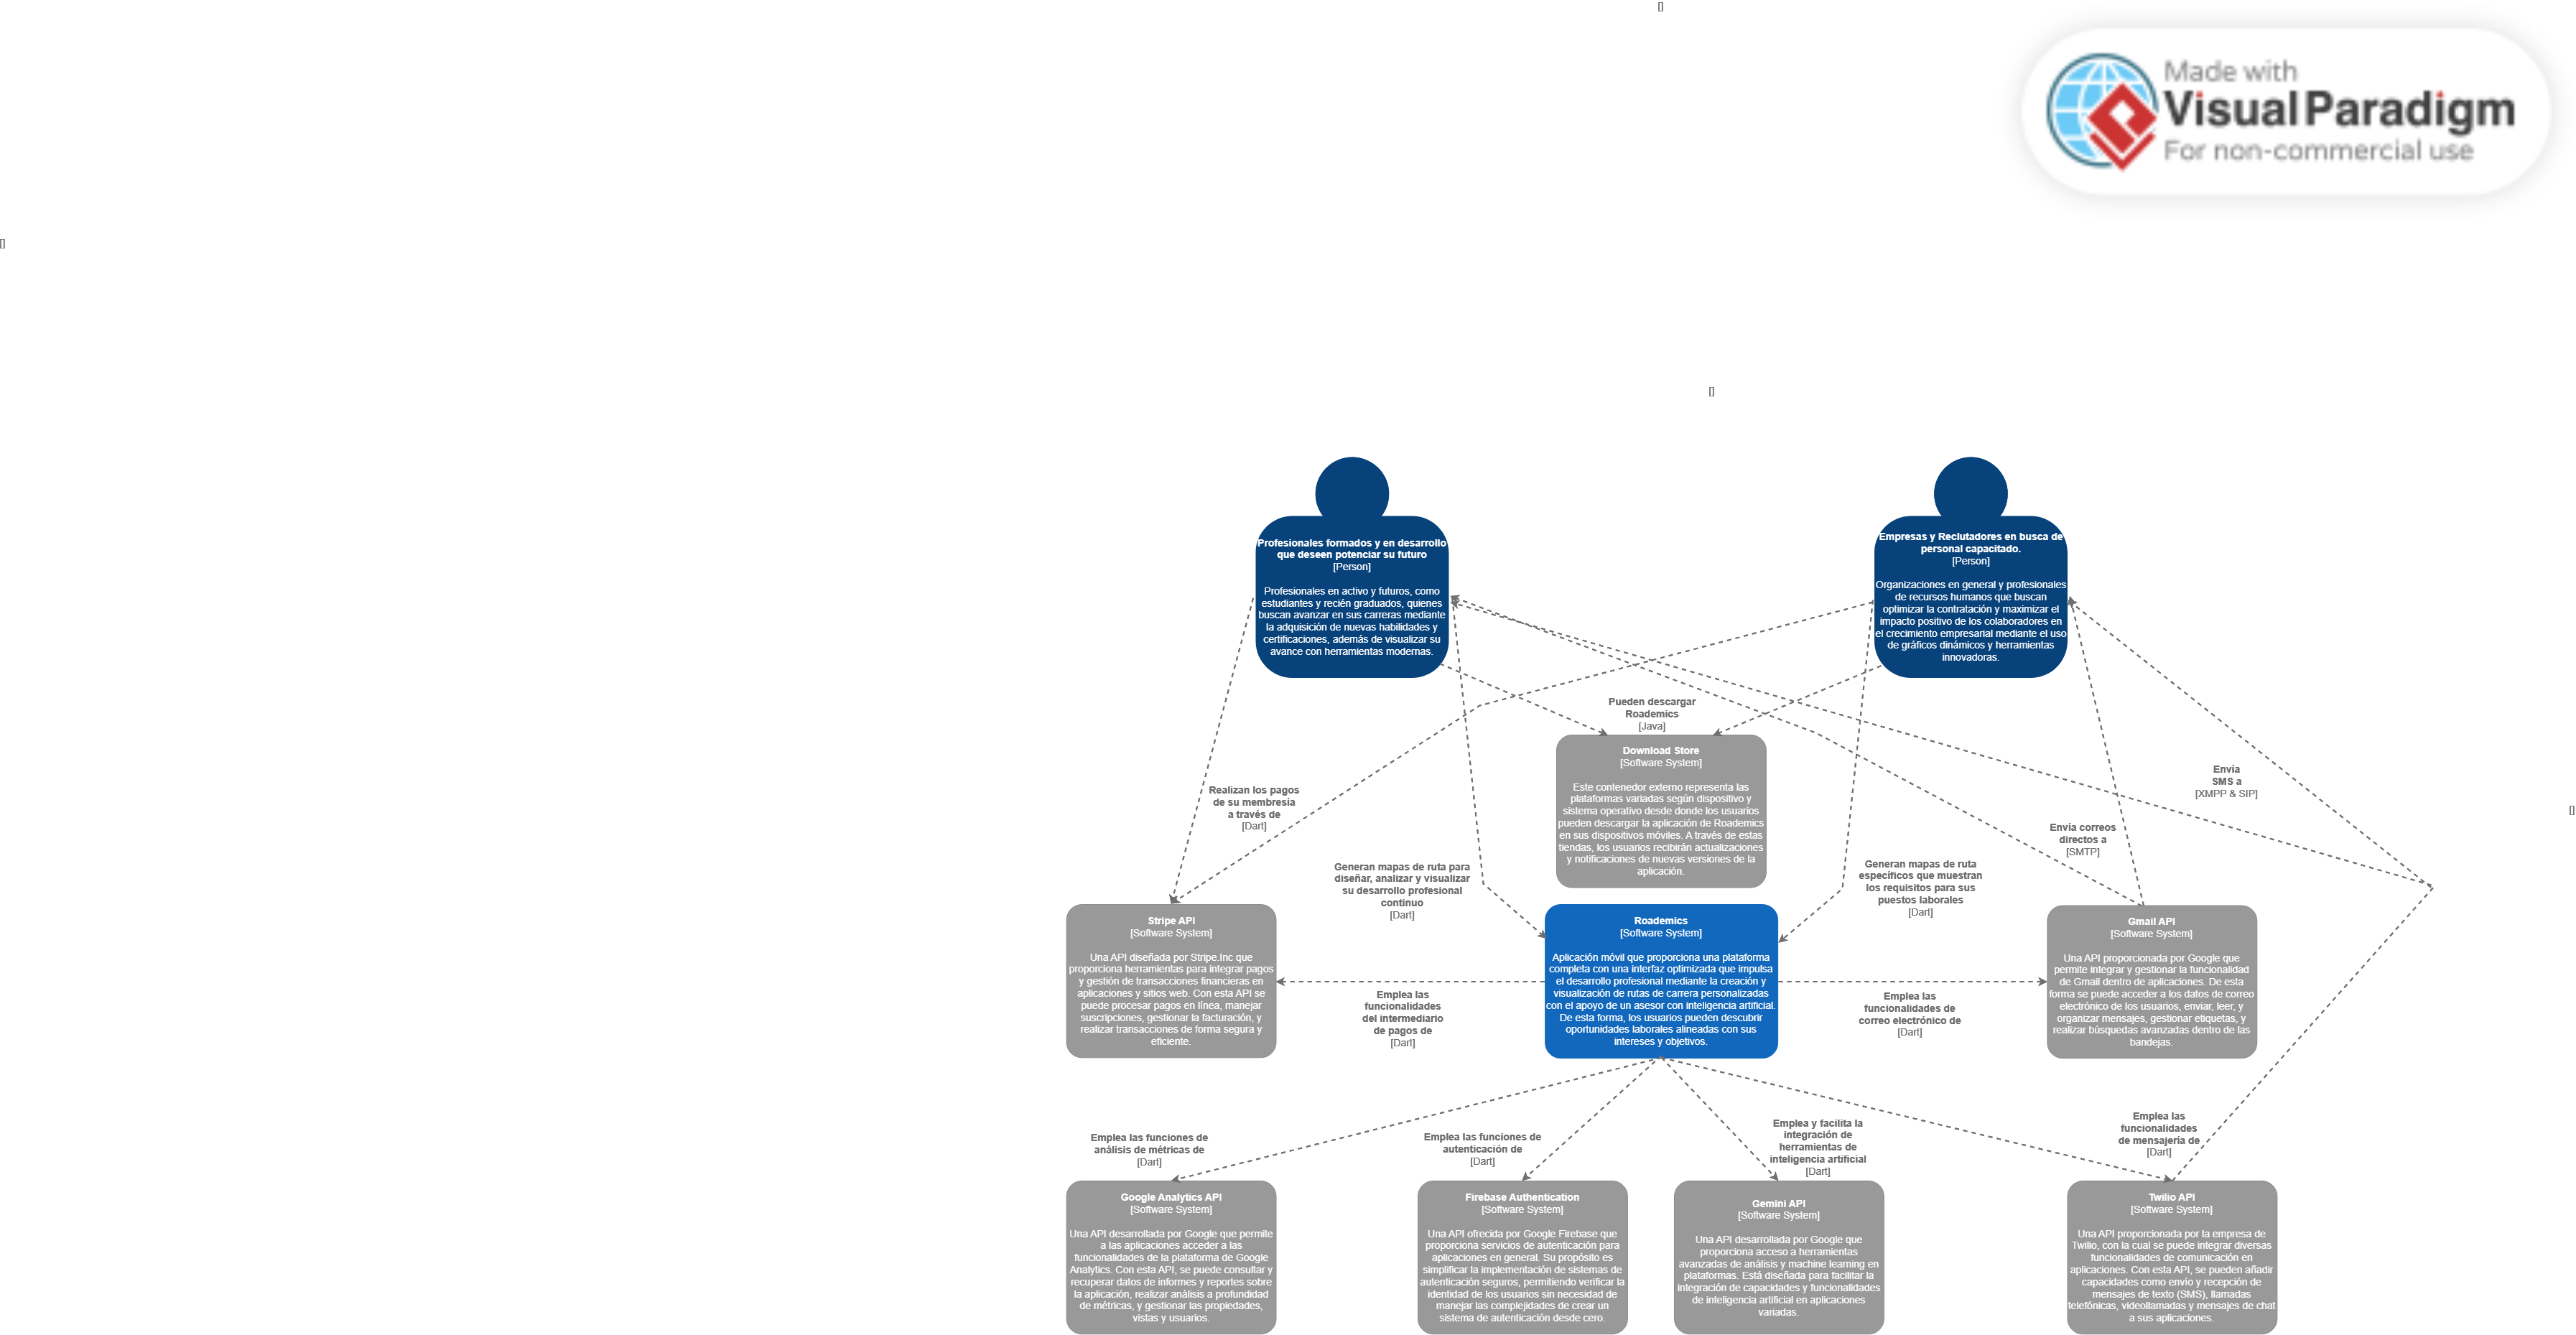 []
Made with
Visual Paradigm
For non-commercial use
[]
[]
Profesionales formados y en desarrollo
que deseen potenciar su futuro
[Person]
Profesionales en activo y futuros, como
estudiantes y recién graduados, quienes
buscan avanzar en sus carreras mediante
la adquisición de nuevas habilidades y
certificaciones, además de visualizar su
avance con herramientas modernas.
Empresas y Reclutadores en busca de
personal capacitado.
[Person]
Organizaciones en general y profesionales
de recursos humanos que buscan
optimizar la contratación y maximizar el
impacto positivo de los colaboradores en
el crecimiento empresarial mediante el uso
de gráficos dinámicos y herramientas
innovadoras.
Pueden descargar
Roademics
[Java]
Download Store
[Software System]
Este contenedor externo representa las
plataformas variadas según dispositivo y
sistema operativo desde donde los usuarios
pueden descargar la aplicación de Roademics
en sus dispositivos móviles. A través de estas
tiendas, los usuarios recibirán actualizaciones
y notificaciones de nuevas versiones de la
aplicación.
Realizan los pagos
de su membresía
a través de
[Dart]
Envía
SMS a
[XMPP & SIP]
[]
Envía correos
directos a
[SMTP]
Generan mapas de ruta para
diseñar, analizar y visualizar
su desarrollo profesional
continuo
[Dart]
Generan mapas de ruta
específicos que muestran
los requisitos para sus
puestos laborales
[Dart]
Stripe API
[Software System]
Una API diseñada por Stripe.Inc que
proporciona herramientas para integrar pagos
y gestión de transacciones financieras en
aplicaciones y sitios web. Con esta API se
puede procesar pagos en línea, manejar
suscripciones, gestionar la facturación, y
realizar transacciones de forma segura y
eficiente.
Emplea las
funcionalidades
del intermediario
de pagos de
[Dart]
Roademics
[Software System]
Aplicación móvil que proporciona una plataforma
completa con una interfaz optimizada que impulsa
el desarrollo profesional mediante la creación y
visualización de rutas de carrera personalizadas
con el apoyo de un asesor con inteligencia artificial.
De esta forma, los usuarios pueden descubrir
oportunidades laborales alineadas con sus
intereses y objetivos.
Emplea las
funcionalidades de
correo electrónico de
[Dart]
Gmail API
[Software System]
Una API proporcionada por Google que
permite integrar y gestionar la funcionalidad
de Gmail dentro de aplicaciones. De esta
forma se puede acceder a los datos de correo
electrónico de los usuarios, enviar, leer, y
organizar mensajes, gestionar etiquetas, y
realizar búsquedas avanzadas dentro de las
bandejas.
Emplea las funciones de
análisis de métricas de
[Dart]
Emplea las funciones de
autenticación de
[Dart]
Emplea y facilita la
integración de
herramientas de
inteligencia artificial
[Dart]
Emplea las
funcionalidades
de mensajería de
[Dart]
Google Analytics API
[Software System]
Una API desarrollada por Google que permite
a las aplicaciones acceder a las
funcionalidades de la plataforma de Google
Analytics. Con esta API, se puede consultar y
recuperar datos de informes y reportes sobre
la aplicación, realizar análisis a profundidad
de métricas, y gestionar las propiedades,
vistas y usuarios.
Firebase Authentication
[Software System]
Una API ofrecida por Google Firebase que
proporciona servicios de autenticación para
aplicaciones en general. Su propósito es
simplificar la implementación de sistemas de
autenticación seguros, permitiendo verificar la
identidad de los usuarios sin necesidad de
manejar las complejidades de crear un
sistema de autenticación desde cero.
Gemini API
[Software System]
Una API desarrollada por Google que
proporciona acceso a herramientas
avanzadas de análisis y machine learning en
plataformas. Está diseñada para facilitar la
integración de capacidades y funcionalidades
de inteligencia artificial en aplicaciones
variadas.
Twilio API
[Software System]
Una API proporcionada por la empresa de
Twilio, con la cual se puede integrar diversas
funcionalidades de comunicación en
aplicaciones. Con esta API, se pueden añadir
capacidades como envío y recepción de
mensajes de texto (SMS), llamadas
telefónicas, videollamadas y mensajes de chat
a sus aplicaciones.